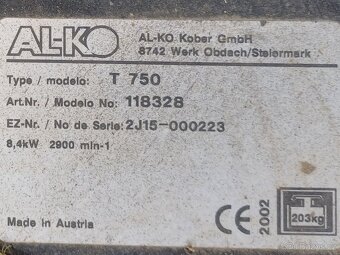 AL-KO
AL-KO Kober GmbH
8742 Werk Obdach/Steiermark
Type / modelo: T 750
Art.Nr. / Modelo No: 118328
EZ-Nr. / No de Serie: 2J15-000223
8,4kW 2900 min-1
Made in Austria
CE
2002
203kg